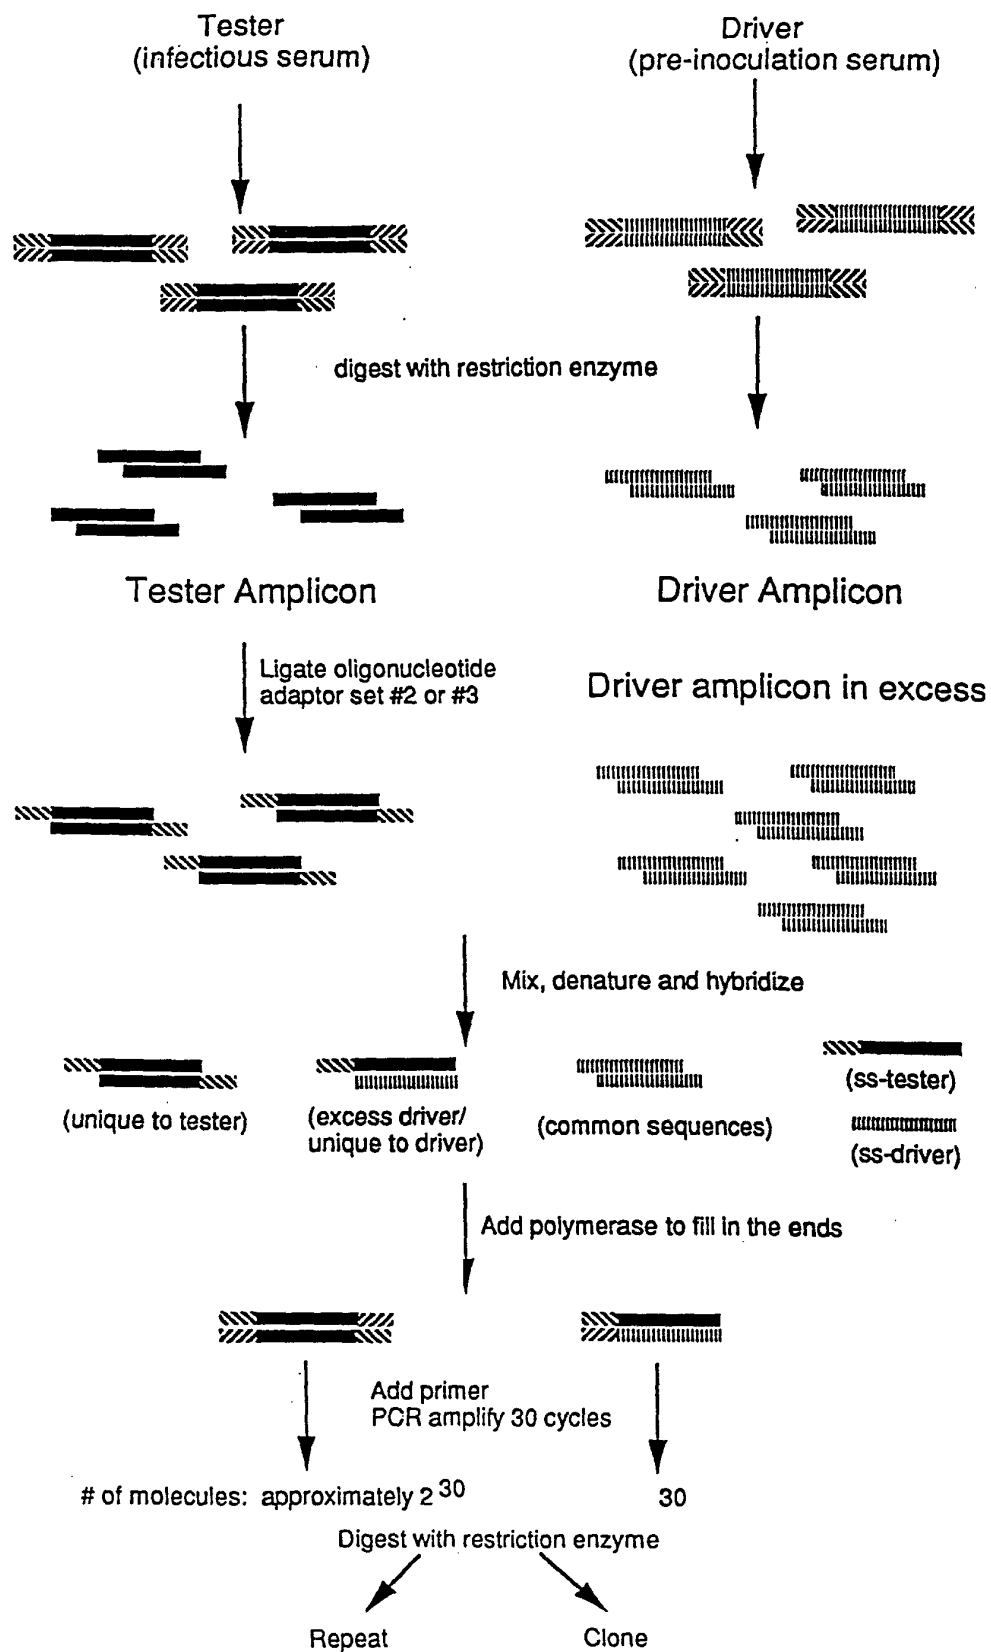 Tester
(infectious serum)
Driver
(pre-inoculation serum)
digest with restriction enzyme
Tester Amplicon
Driver Amplicon
Ligate oligonucleotide
adaptor set #2 or #3
Driver amplicon in excess
Mix, denature and hybridize
(unique to tester)
(excess driver/
unique to driver)
(common sequences)
(ss-tester)
(ss-driver)
Add polymerase to fill in the ends
Add primer
PCR amplify 30 cycles
# of molecules: approximately 2^30
30
Digest with restriction enzyme
Repeat
Clone